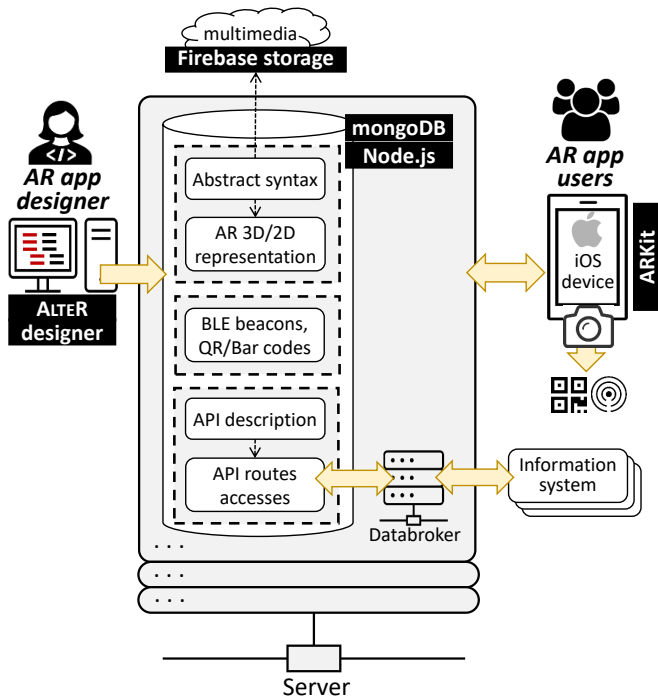 multimedia
Firebase storage
mongoDB
Node.js
AR app
designer
ALTER
designer
Abstract syntax
AR 3D/2D
representation
BLE beacons,
QR/Bar codes
API description
API routes
accesses
Databroker
AR app
users
iOS
device
ARKit
Information
system
. . .
. . .
. . .
Server